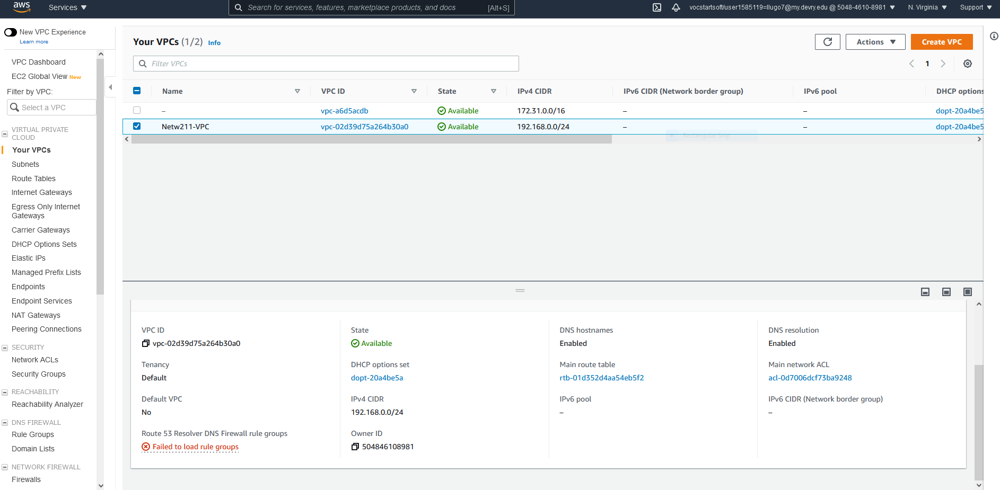 aws
Services
Search for services, features, marketplace products, and docs
[Alt+S]
vocstartsoft/user1585119=llugo7@my.devry.edu @ 5048-4610-8981
N. Virginia
Support
New VPC Experience
Learn more
VPC Dashboard
EC2 Global View New
Filter by VPC:
Select a VPC
VIRTUAL PRIVATE
CLOUD
Your VPCs
Subnets
Route Tables
Internet Gateways
Egress Only Internet
Gateways
Carrier Gateways
DHCP Options Sets
Elastic IPs
Managed Prefix Lists
Endpoints
Endpoint Services
NAT Gateways
Peering Connections
SECURITY
Network ACLs
Security Groups
REACHABILITY
Reachability Analyzer
DNS FIREWALL
Rule Groups
Domain Lists
NETWORK FIREWALL
Firewalls
Your VPCs (1/2) Info
Actions
Create VPC
Filter VPCs
1
Name VPC ID State IPv4 CIDR IPv6 CIDR (Network border group) IPv6 pool DHCP options
– vpc-a6d5acdb Available 172.31.0.0/16 – – dopt-20a4be5
Netw211-VPC vpc-02d39d75a264b30a0 Available 192.168.0.0/24 – – dopt-20a4be5
Rectangular Snip
VPC ID
vpc-02d39d75a264b30a0
State
Available
DNS hostnames
Enabled
DNS resolution
Enabled
Tenancy
Default
DHCP options set
dopt-20a4be5a
Main route table
rtb-01d352d4aa54eb5f2
Main network ACL
acl-0d7006dcf73ba9248
Default VPC
No
IPv4 CIDR
192.168.0.0/24
IPv6 pool
–
IPv6 CIDR (Network border group)
–
Route 53 Resolver DNS Firewall rule groups
Failed to load rule groups
Owner ID
504846108981